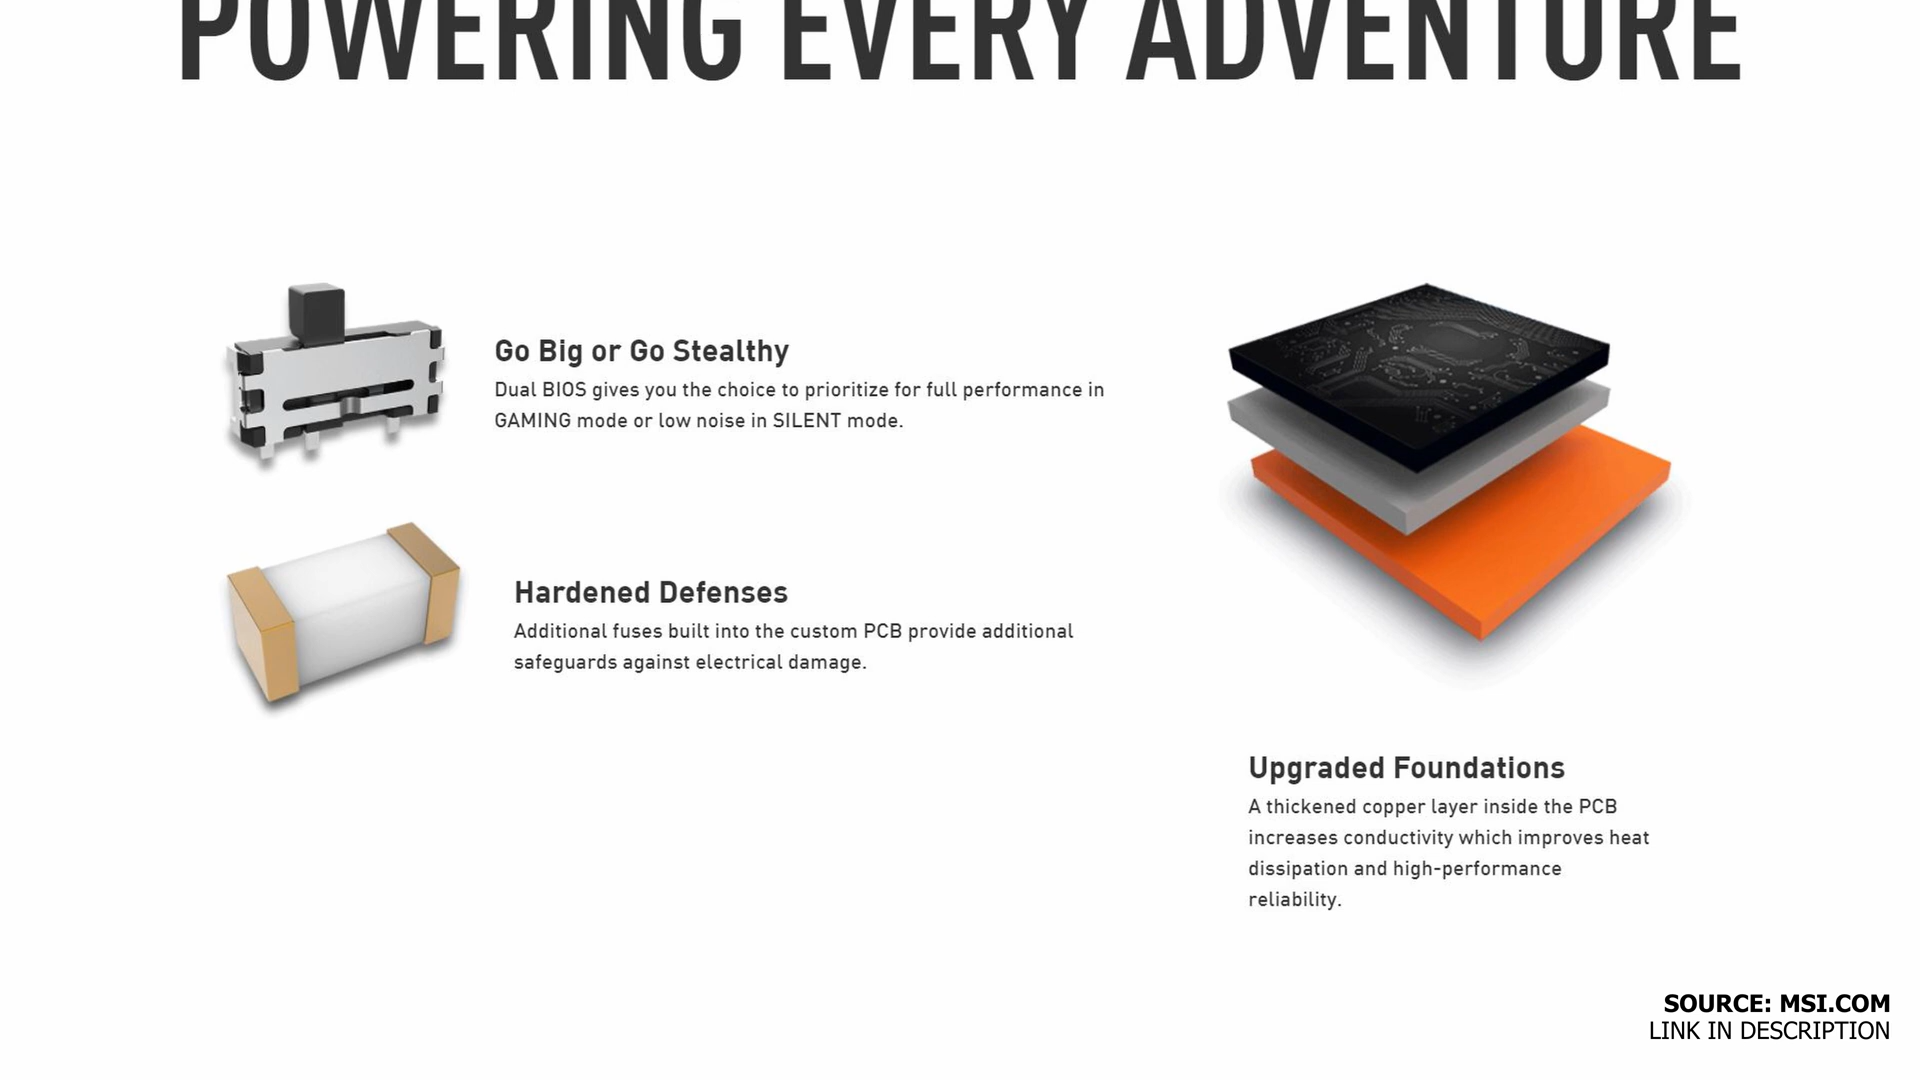 POWERING EVERY ADVENTURE
Go Big or Go Stealthy
Dual BIOS gives you the choice to prioritize for full performance in
GAMING mode or low noise in SILENT mode.
Hardened Defenses
Additional fuses built into the custom PCB provide additional
safeguards against electrical damage.
Upgraded Foundations
A thickened copper layer inside the PCB
increases conductivity which improves heat
dissipation and high-performance
reliability.
SOURCE: MSI.COM
LINK IN DESCRIPTION